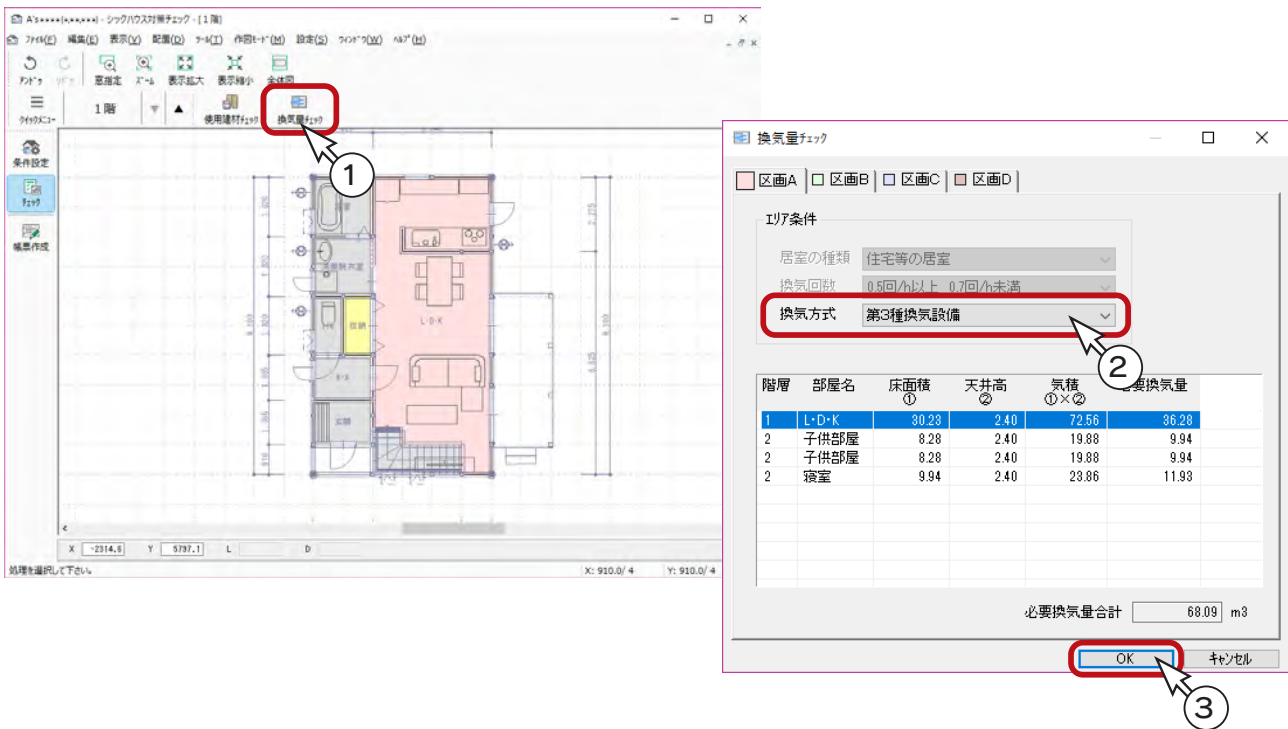 A's∗∗∗∗(∗,∗∗,∗∗∗) - シックハウス対策チェック - [1 階]
ファイル(F) 編集(E) 表示(V) 配置(D) ツール(T) 作図モード(M) 設定(S) ウインドウ(W) ヘルプ(H)
アンドゥ リドゥ 窓指定 ズーム 表示拡大 表示縮小 全体図
クイックメニュー 1階 ▼ ▲ 使用建材チェック 換気量チェック
①
条件設定
チェック
帳票作成
L・D・K
収納
玄関
1,820
2,275
8,100
6,825
910
X -2314.6 Y 5797.1 L D
処理を選択して下さい。 X: 910.0/ 4 Y: 910.0/ 4
換気量チェック
区画A 区画B 区画C 区画D
エリア条件
居室の種類 住宅等の居室
換気回数 0.5回/h以上 0.7回/h未満
換気方式 第3種換気設備
②
階層 部屋名 床面積① 天井高② 気積①×② 要換気量
1 L・D・K 30.23 2.40 72.56 36.28
2 子供部屋 8.28 2.40 19.88 9.94
2 子供部屋 8.28 2.40 19.88 9.94
2 寝室 9.94 2.40 23.86 11.93
必要換気量合計 68.09 m3
OK キャンセル
③